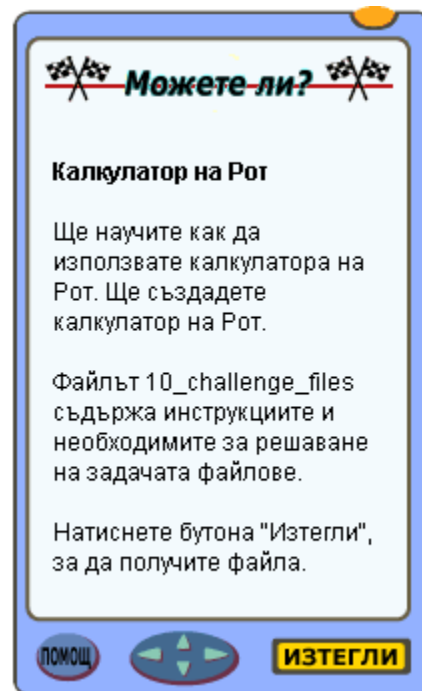 Можете ли?
Калкулатор на Рот
Ще научите как да
използвате калкулатора на
Рот. Ще създадете
калкулатор на Рот.
Файлът 10_challenge_files
съдържа инструкциите и
необходимите за решаване
на задачата файлове.
Натиснете бутона "Изтегли",
за да получите файла.
ПОМОЩ
ИЗТЕГЛИ